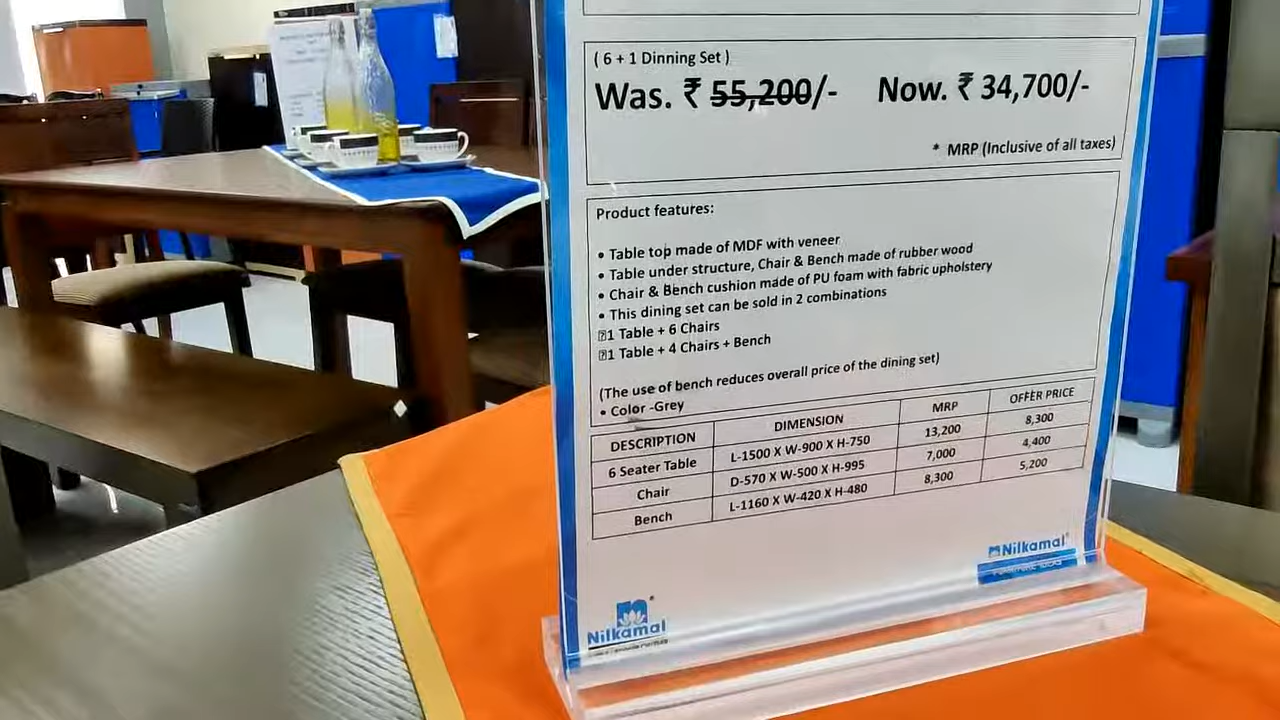 ( 6 + 1 Dinning Set )
Was. ₹ 55,200/- Now. ₹ 34,700/-
* MRP (Inclusive of all taxes)
Product features:
• Table top made of MDF with veneer
• Table under structure, Chair & Bench made of rubber wood
• Chair & Bench cushion made of PU foam with fabric upholstery
• This dining set can be sold in 2 combinations
1 Table + 6 Chairs
1 Table + 4 Chairs + Bench
(The use of bench reduces overall price of the dining set)
• Color -Grey
DESCRIPTION DIMENSION MRP OFFER PRICE
6 Seater Table L-1500 X W-900 X H-750 13,200 8,300
Chair D-570 X W-500 X H-995 7,000 4,400
Bench L-1160 X W-420 X H-480 8,300 5,200
Nilkamal
Nilkamal